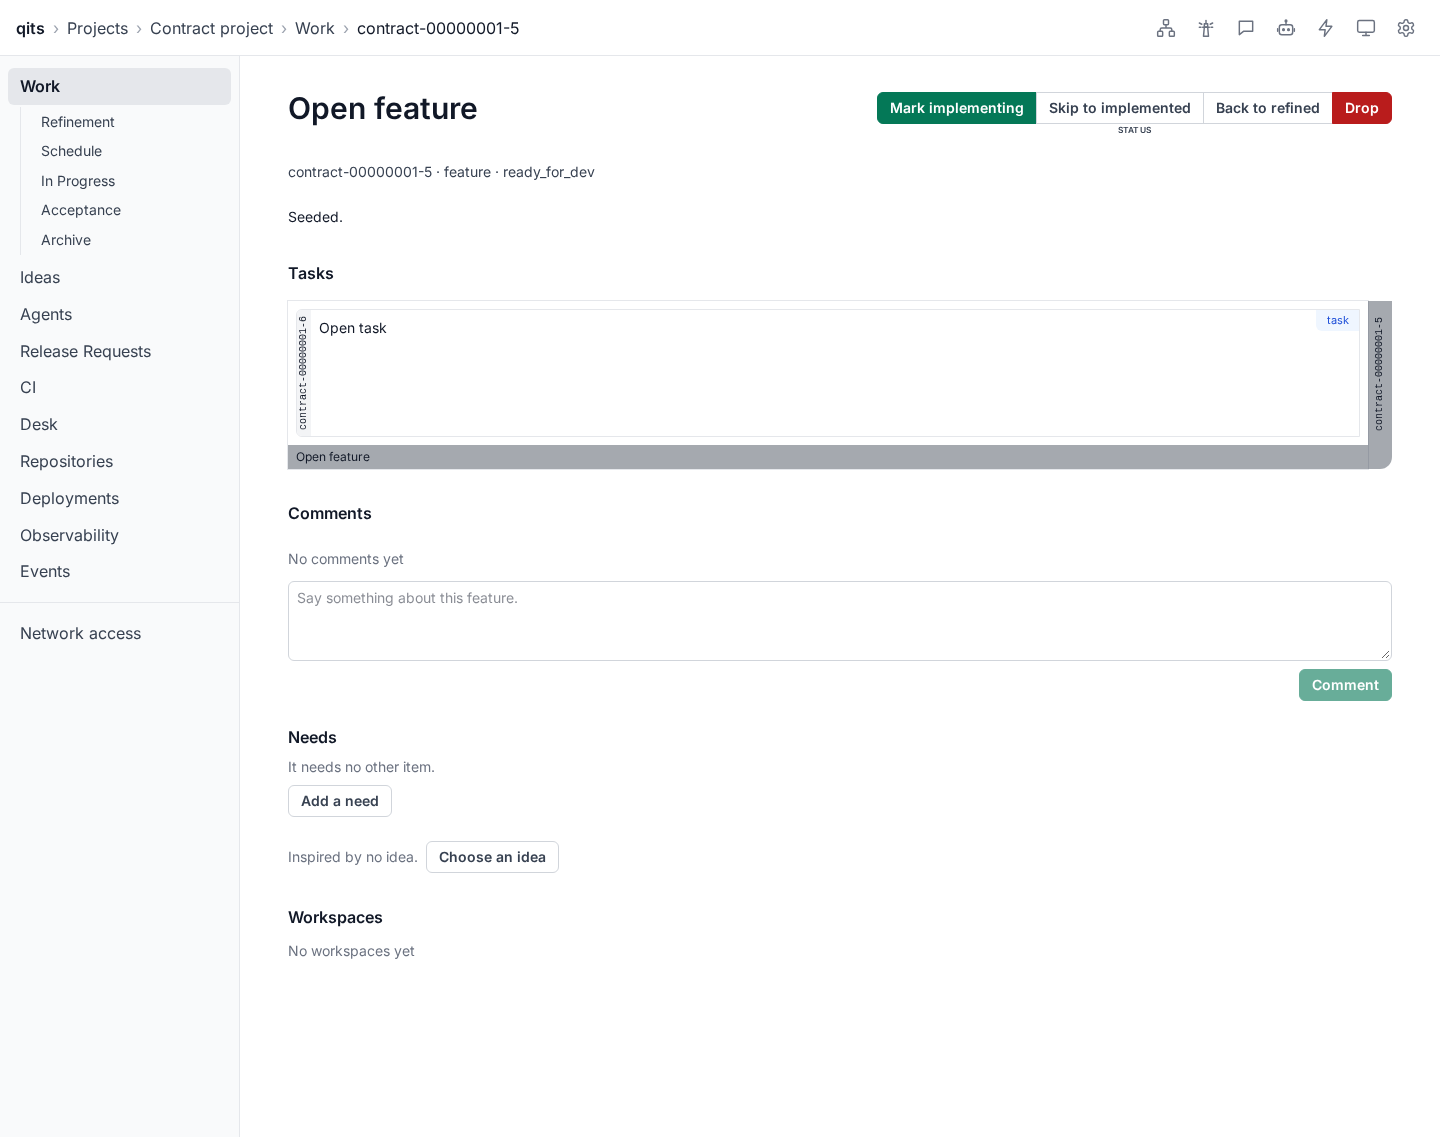 qits › Projects › Contract project › Work › contract-00000001-5
Work
Refinement
Schedule
In Progress
Acceptance
Archive
Ideas
Agents
Release Requests
CI
Desk
Repositories
Deployments
Observability
Events
Network access
Open feature
Mark implementing
Skip to implemented
Back to refined
Drop
STATUS
contract-00000001-5 · feature · ready_for_dev
Seeded.
Tasks
contract-00000001-6
Open task
task
contract-00000001-5
Open feature
Comments
No comments yet
Say something about this feature.
Comment
Needs
It needs no other item.
Add a need
Inspired by no idea.
Choose an idea
Workspaces
No workspaces yet